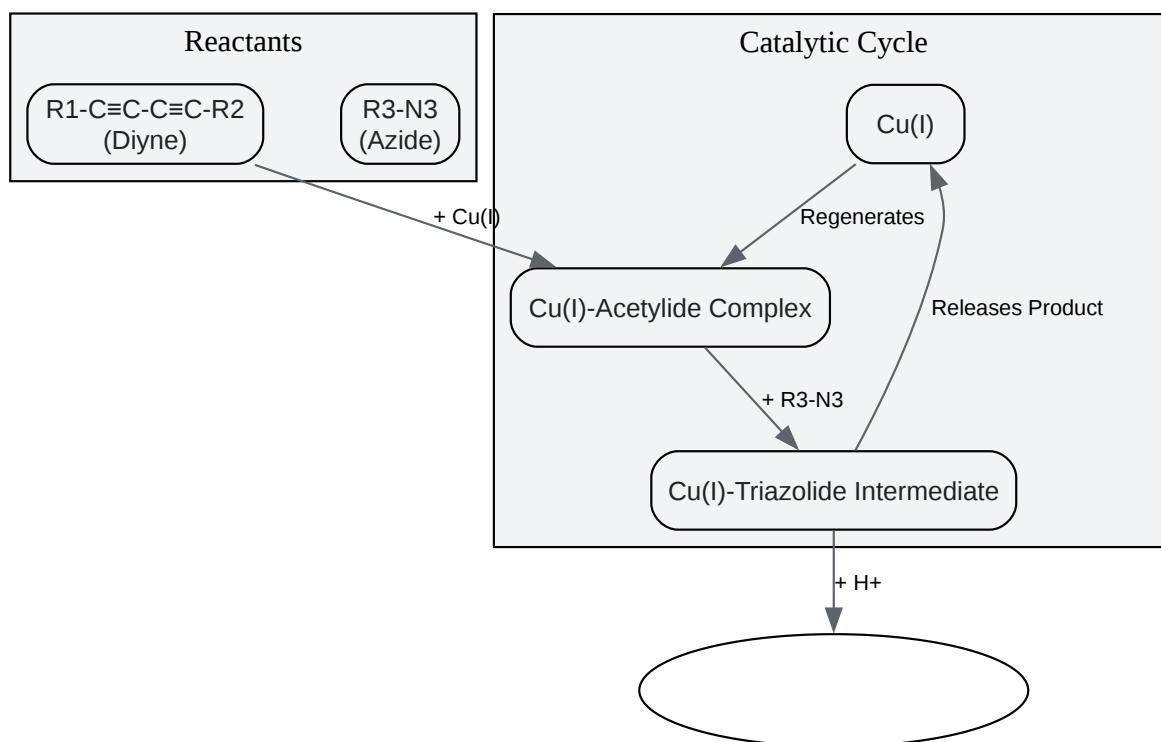 Reactants
Catalytic Cycle
R1-C≡C-C≡C-R2
(Diyne)
R3-N3
(Azide)
Cu(I)
+ Cu(I)
Regenerates
Cu(I)-Acetylide Complex
Releases Product
+ R3-N3
Cu(I)-Triazolide Intermediate
+ H+